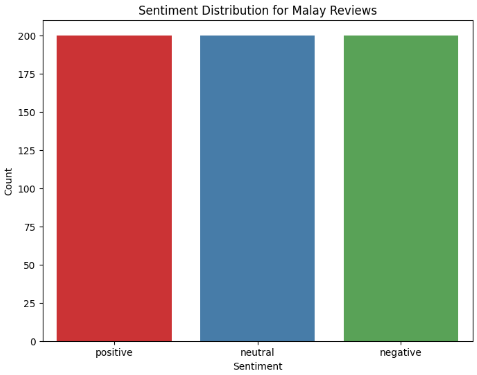 Sentiment Distribution for Malay Reviews
200
175
150
125
100
75
50
25
0
Count
positive neutral negative
Sentiment